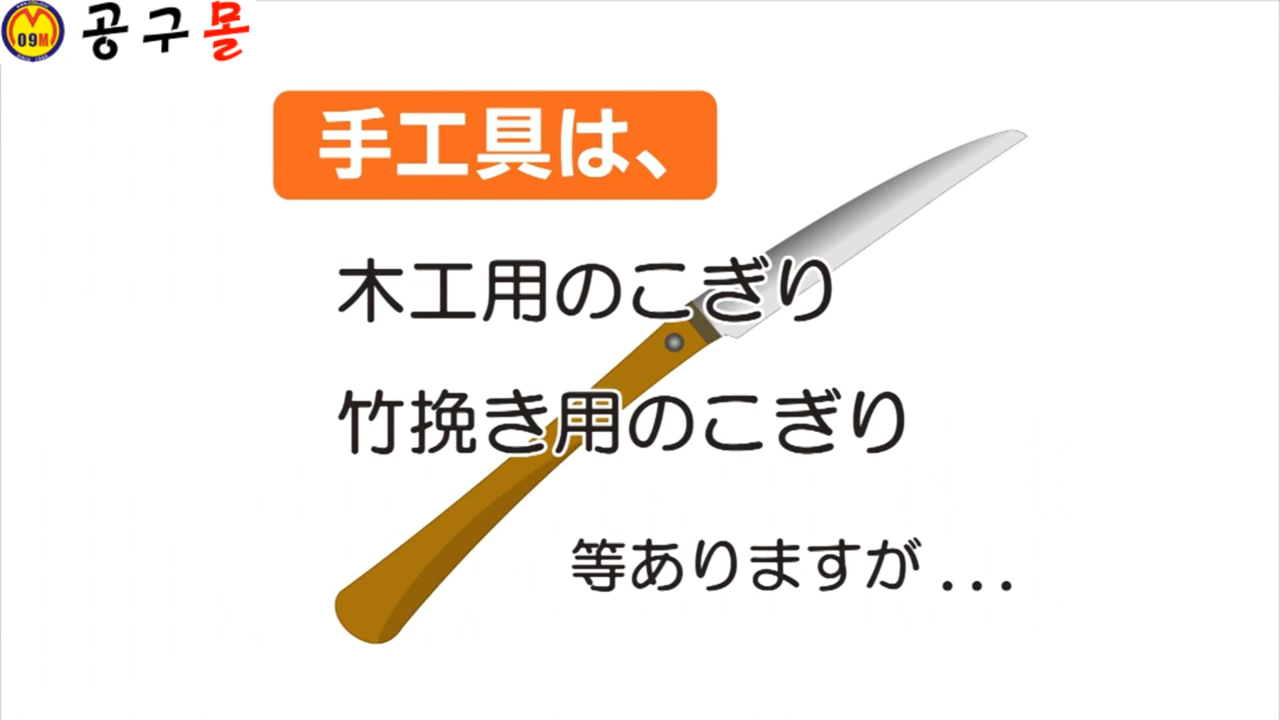 09M 공구몰
手工具は、
木工用のこぎり
竹挽き用のこぎり
等ありますが...